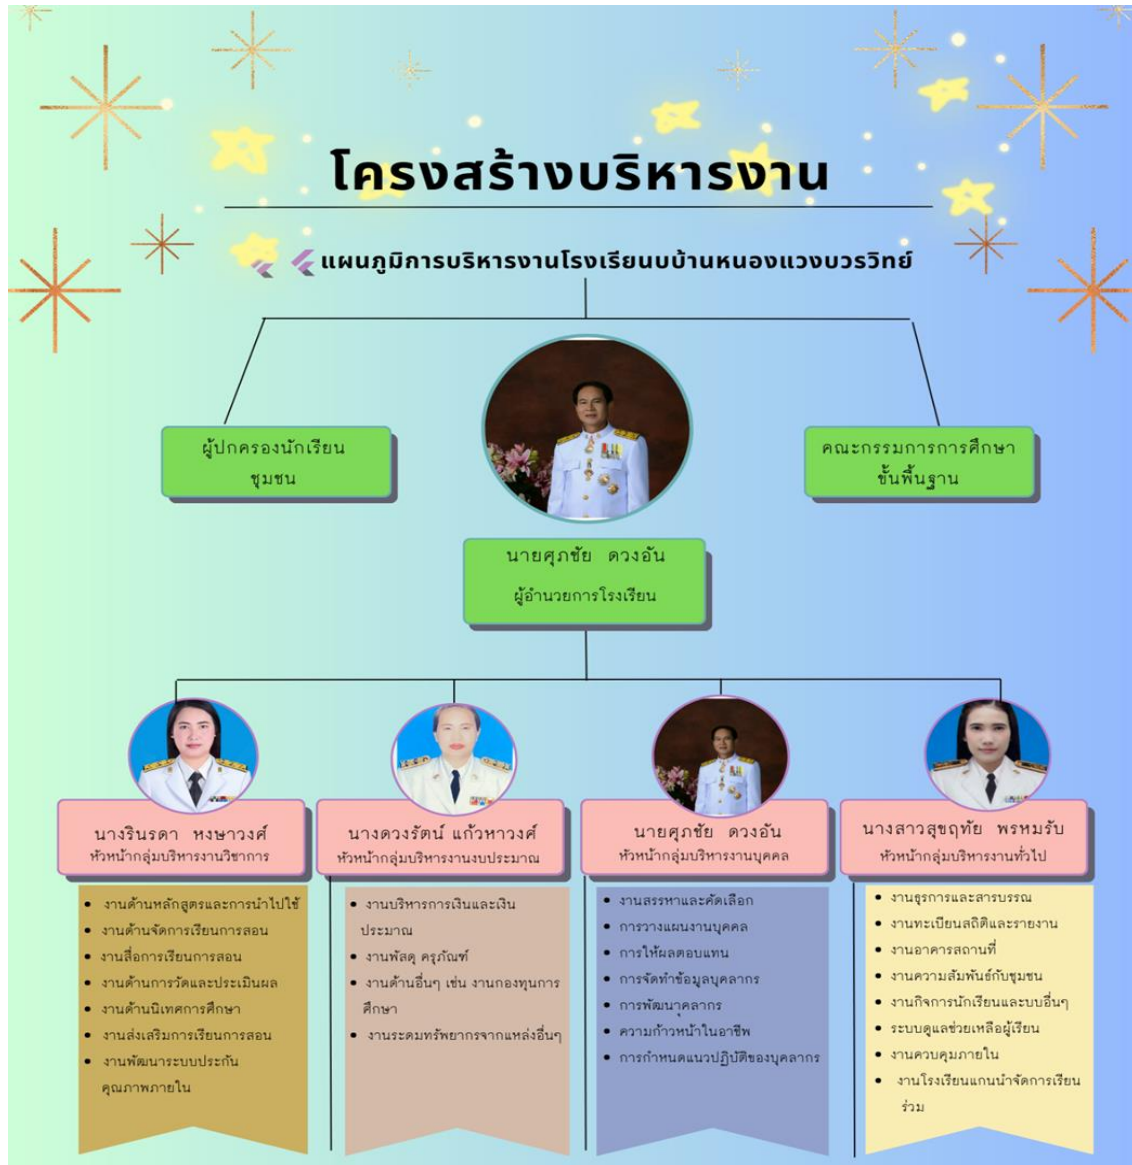 โครงสร้างบริหารงาน
แผนภูมิการบริหารงานโรงเรียนบบ้านหนองแวงบวรวิทย์
ผู้ปกครองนักเรียน
ชุมชน
คณะกรรมการการศึกษา
ขั้นพื้นฐาน
นายศุภชัย ดวงอัน
ผู้อำนวยการโรงเรียน
นางรินรดา หงษาวงศ์
หัวหน้ากลุ่มบริหารงานวิชาการ
• งานด้านหลักสูตรและการนำไปใช้
• งานด้านจัดการเรียนการสอน
• งานสื่อการเรียนการสอน
• งานด้านการวัดและประเมินผล
• งานด้านนิเทศการศึกษา
• งานส่งเสริมการเรียนการสอน
• งานพัฒนาระบบประกัน
คุณภาพภายใน
นางดวงรัตน์ แก้วหาวงศ์
หัวหน้ากลุ่มบริหารงานงบประมาณ
• งานบริหารการเงินและเงิน
ประมาณ
• งานพัสดุ ครุภัณฑ์
• งานด้านอื่นๆ เช่น งานกองทุนการ
ศึกษา
• งานระดมทรัพยากรจากแหล่งอื่นๆ
นายศุภชัย ดวงอัน
หัวหน้ากลุ่มบริหารงานบุคคล
• งานสรรหาและคัดเลือก
• การวางแผนงานบุคคล
• การให้ผลตอบแทน
• การจัดทำข้อมูลบุคลากร
• การพัฒนาุคลากร
• ความก้าวหน้าในอาชีพ
• การกำหนดแนวปฏิบัติของบุคลากร
นางสาวสุขฤทัย พรหมรับ
หัวหน้ากลุ่มบริหารงานทั่วไป
• งานธุรการและสารบรรณ
• งานทะเบียนสถิติและรายงาน
• งานอาคารสถานที่
• งานความสัมพันธ์กับชุมชน
• งานกิจการนักเรียนและบบอื่นๆ
• ระบบดูแลช่วยเหลือผู้เรียน
• งานควบคุมภายใน
• งานโรงเรียนแกนนำจัดการเรียน
ร่วม